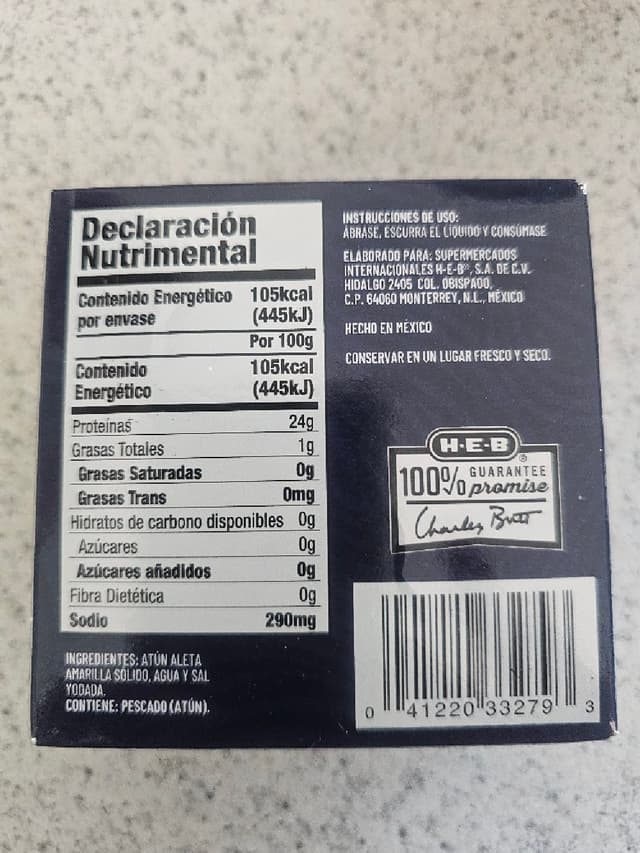 Declaración
Nutrimental
Contenido Energético 105kcal
por envase (445kJ)
Por 100g
Contenido 105kcal
Energético (445kJ)
Proteínas 24g
Grasas Totales 1g
Grasas Saturadas 0g
Grasas Trans 0mg
Hidratos de carbono disponibles 0g
Azúcares 0g
Azúcares añadidos 0g
Fibra Dietética 0g
Sodio 290mg
INGREDIENTES: ATÚN ALETA
AMARILLA SÓLIDO, AGUA Y SAL
YODADA.
CONTIENE: PESCADO (ATÚN).
INSTRUCCIONES DE USO:
ÁBRASE, ESCURRA EL LÍQUIDO Y CONSÚMASE
ELABORADO PARA: SUPERMERCADOS
INTERNACIONALES H-E-B®, S.A. DE C.V.
HIDALGO 2405 COL. OBISPADO,
C.P. 64060 MONTERREY, N.L., MÉXICO
HECHO EN MÉXICO
CONSERVAR EN UN LUGAR FRESCO Y SECO.
H-E-B®
100% GUARANTEE
promise
Charles Butt
0 41220 33279 3